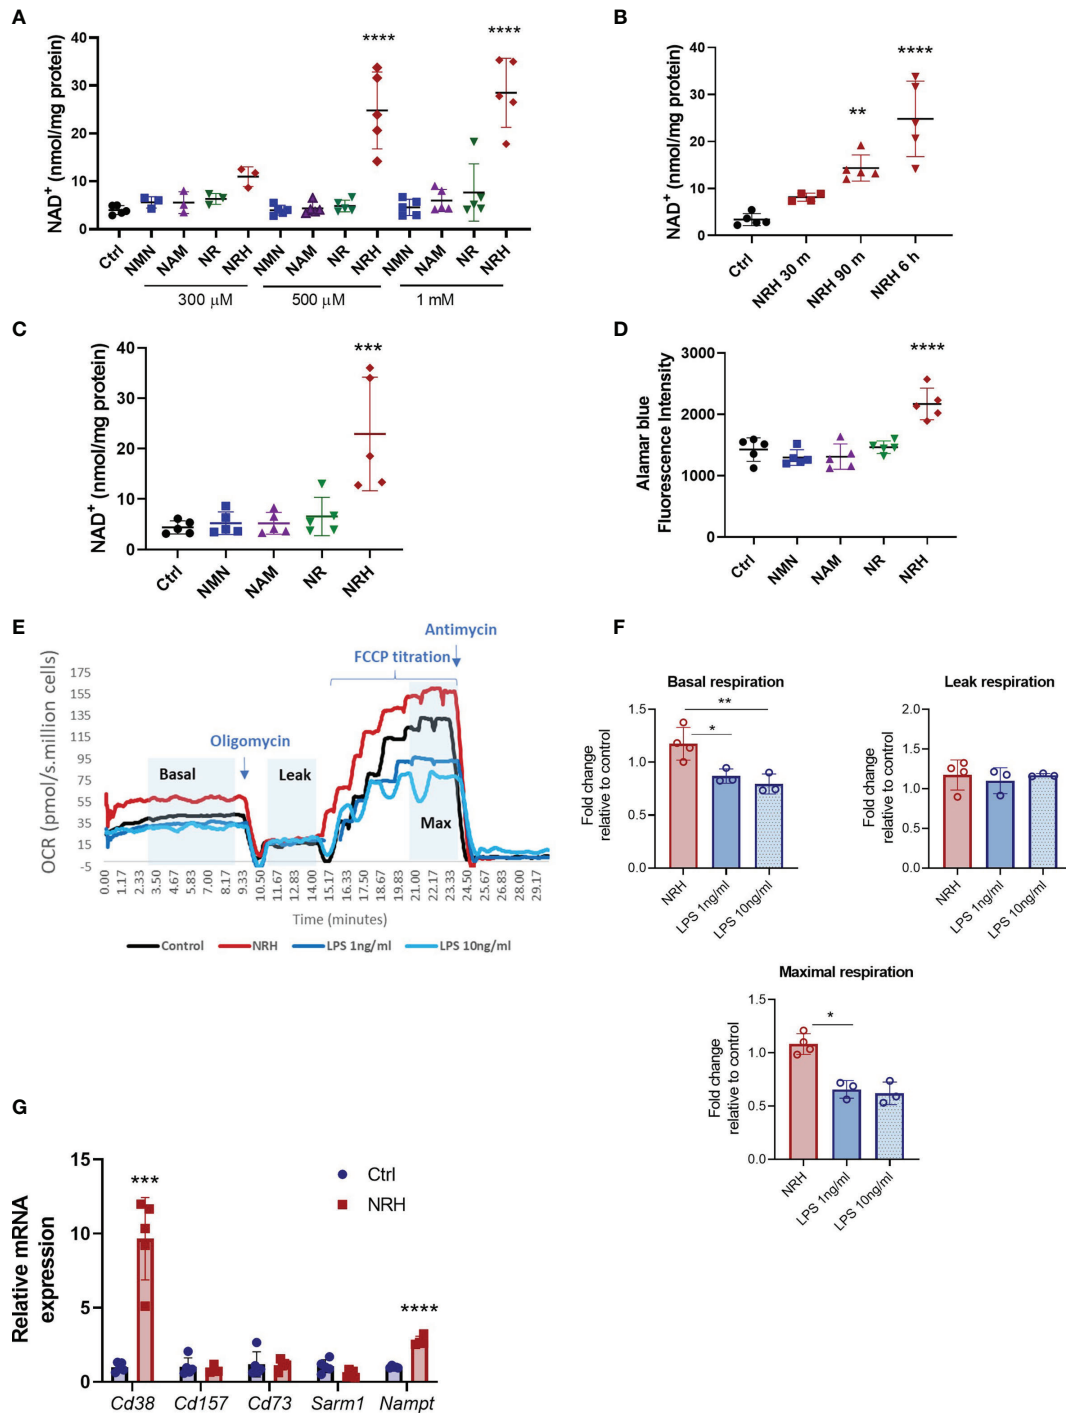 A
NAD+ (nmol/mg protein)
40
30
20
10
0
****
****
Ctrl
NMN
NAM
NR
NRH
NMN
NAM
NR
NRH
NMN
NAM
NR
NRH
300 μM
500 μM
1 mM
B
NAD+ (nmol/mg protein)
40
30
20
10
0
**
****
Ctrl
NRH 30 m
NRH 90 m
NRH 6 h
C
NAD+ (nmol/mg protein)
40
30
20
10
0
***
Ctrl
NMN
NAM
NR
NRH
D
Alamar blue
Fluorescence Intensity
3000
2000
1000
0
****
Ctrl
NMN
NAM
NR
NRH
E
OCR (pmol/s.million cells)
175
155
135
115
95
75
55
35
15
-5
Antimycin
FCCP titration
Oligomycin
Basal
Leak
Max
0.00
1.17
2.33
3.50
4.67
5.83
7.00
8.17
9.33
10.50
11.67
12.83
14.00
15.17
16.33
17.50
18.67
19.83
21.00
22.17
23.33
24.50
25.67
26.83
28.00
29.17
Time (minutes)
Control
NRH
LPS 1ng/ml
LPS 10ng/ml
F
Basal respiration
Fold change
relative to control
1.5
1.0
0.5
0.0
**
*
NRH
LPS 1ng/ml
LPS 10ng/ml
Leak respiration
Fold change
relative to control
2.0
1.5
1.0
0.5
0.0
NRH
LPS 1ng/ml
LPS 10ng/ml
Maximal respiration
Fold change
relative to control
1.5
1.0
0.5
0.0
*
NRH
LPS 1ng/ml
LPS 10ng/ml
G
Relative mRNA
expression
15
10
5
0
***
****
Ctrl
NRH
Cd38
Cd157
Cd73
Sarm1
Nampt